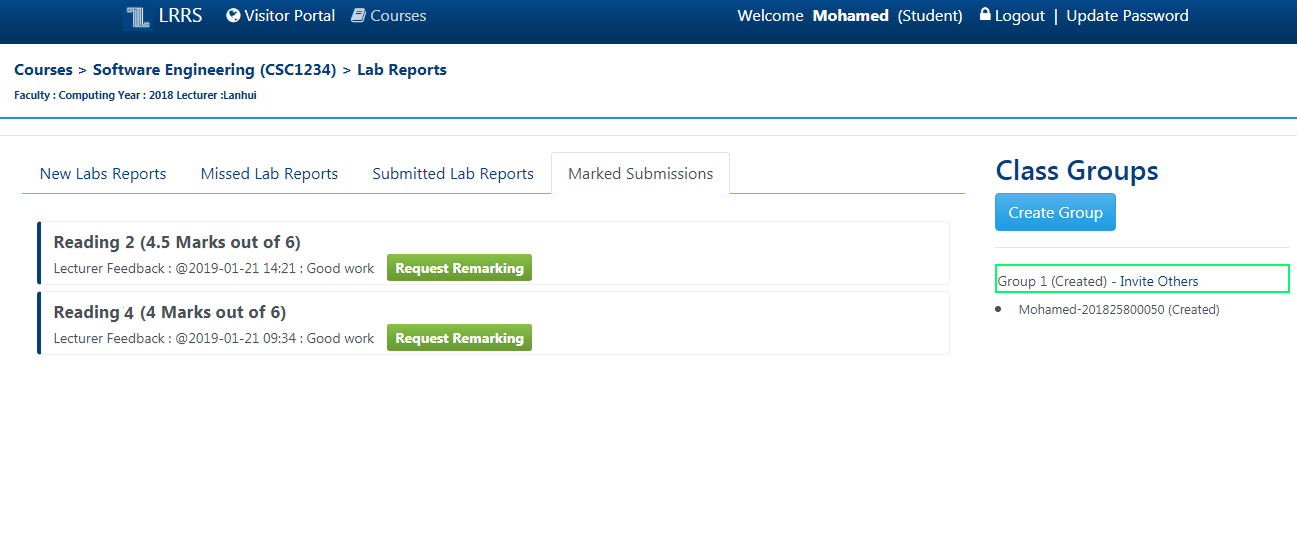 LRRS Visitor Portal Courses Welcome Mohamed (Student) Logout | Update Password
Courses > Software Engineering (CSC1234) > Lab Reports
Faculty : Computing Year : 2018 Lecturer :Lanhui
New Labs Reports Missed Lab Reports Submitted Lab Reports Marked Submissions
Reading 2 (4.5 Marks out of 6)
Lecturer Feedback : @2019-01-21 14:21 : Good work Request Remarking
Reading 4 (4 Marks out of 6)
Lecturer Feedback : @2019-01-21 09:34 : Good work Request Remarking
Class Groups
Create Group
Group 1 (Created) - Invite Others
Mohamed-201825800050 (Created)